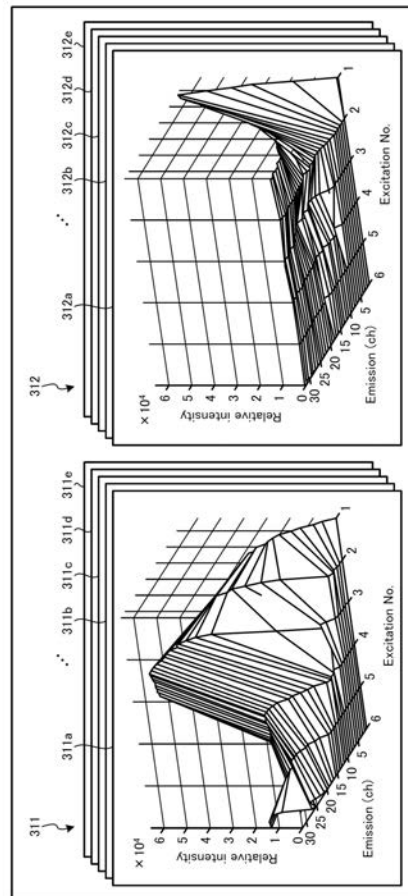 311
311a
...
311b
311c
311d
311e
×10⁴
6
5
4
3
2
1
0
Relative intensity
30
25
20
15
10
5
Emission (ch)
6
5
4
3
2
1
Excitation No.
312
312a
...
312b
312c
312d
312e
×10⁴
6
5
4
3
2
1
0
Relative intensity
30
25
20
15
10
5
Emission (ch)
6
5
4
3
2
1
Excitation No.